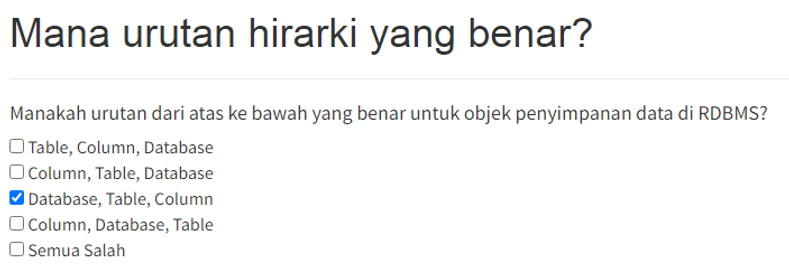 Mana urutan hirarki yang benar?
Manakah urutan dari atas ke bawah yang benar untuk objek penyimpanan data di RDBMS?
Table, Column, Database
Column, Table, Database
Database, Table, Column
Column, Database, Table
Semua Salah